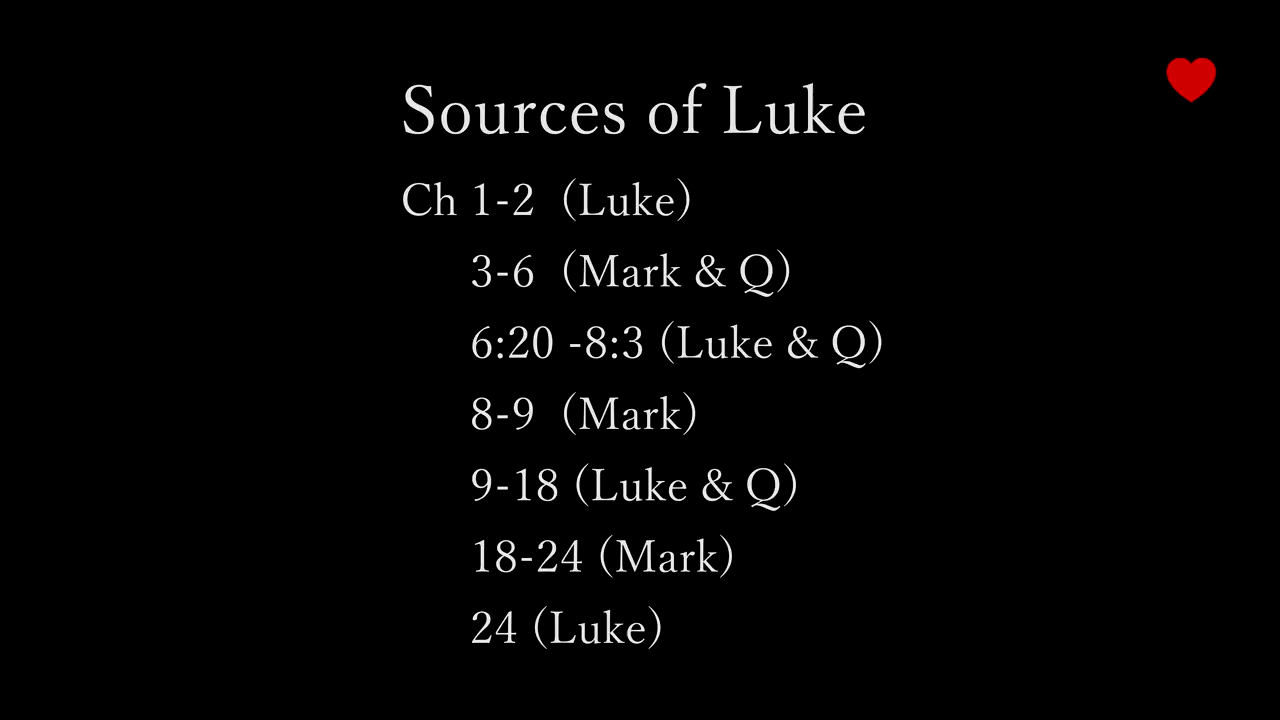 Sources of Luke
Ch 1-2 (Luke)
3-6 (Mark & Q)
6:20 -8:3 (Luke & Q)
8-9 (Mark)
9-18 (Luke & Q)
18-24 (Mark)
24 (Luke)